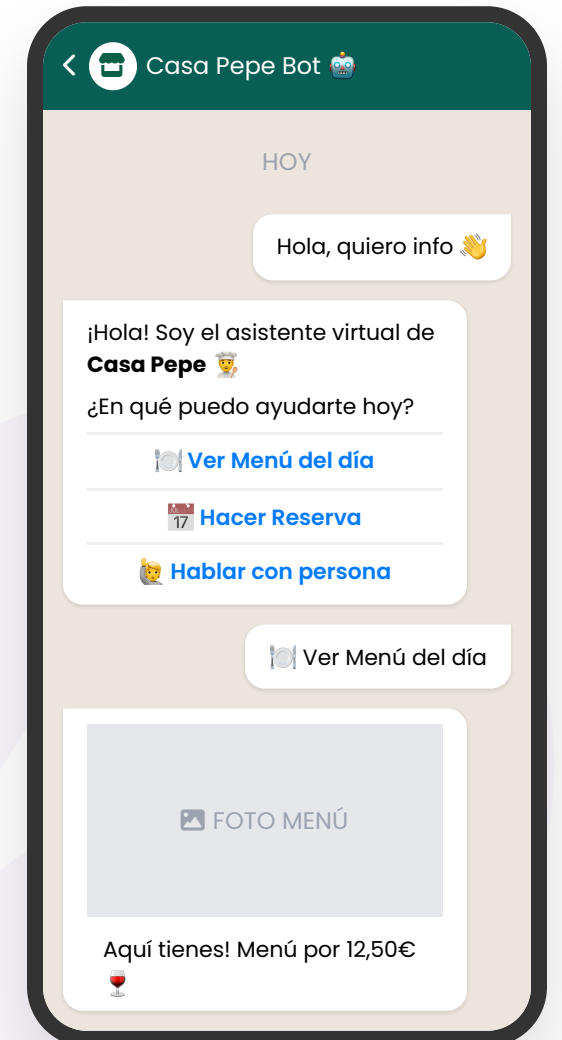 Casa Pepe Bot 🤖
HOY
Hola, quiero info 👋
¡Hola! Soy el asistente virtual de
Casa Pepe 👨‍🍳
¿En qué puedo ayudarte hoy?
🍽️ Ver Menú del día
📅 Hacer Reserva
🙋 Hablar con persona
🍽️ Ver Menú del día
FOTO MENÚ
Aquí tienes! Menú por 12,50€
🍷